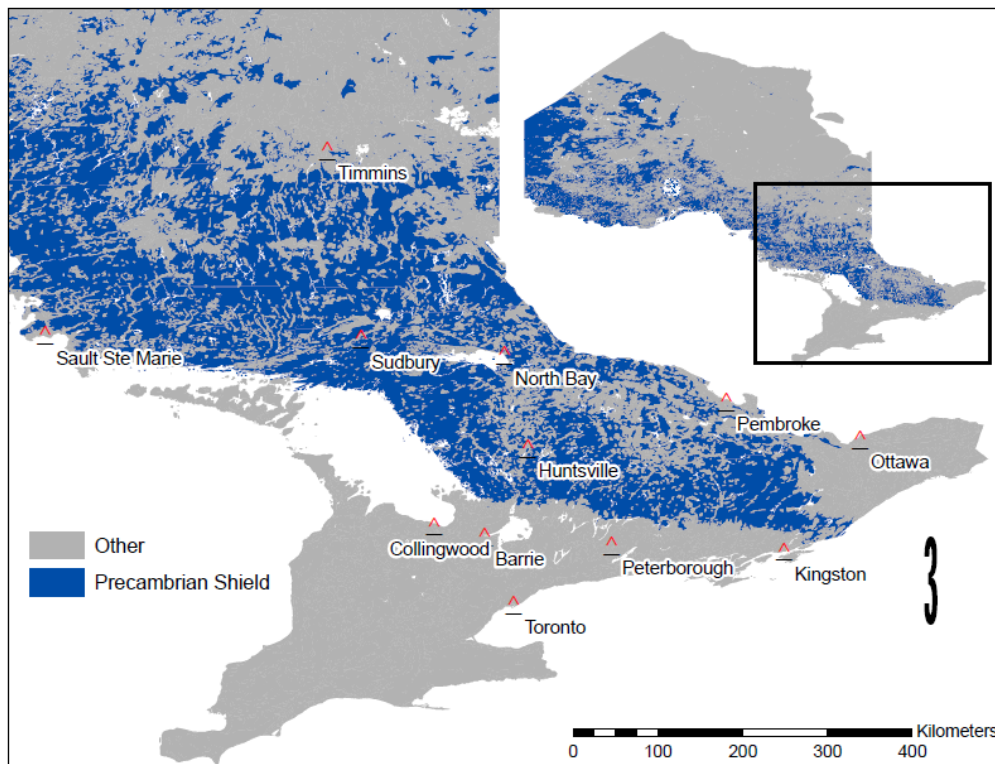 Timmins
Sault Ste Marie
Sudbury
North Bay
Pembroke
Huntsville
Ottawa
Other
Collingwood
Barrie
Peterborough
Kingston
Precambrian Shield
3
Toronto
Kilometers
0 100 200 300 400